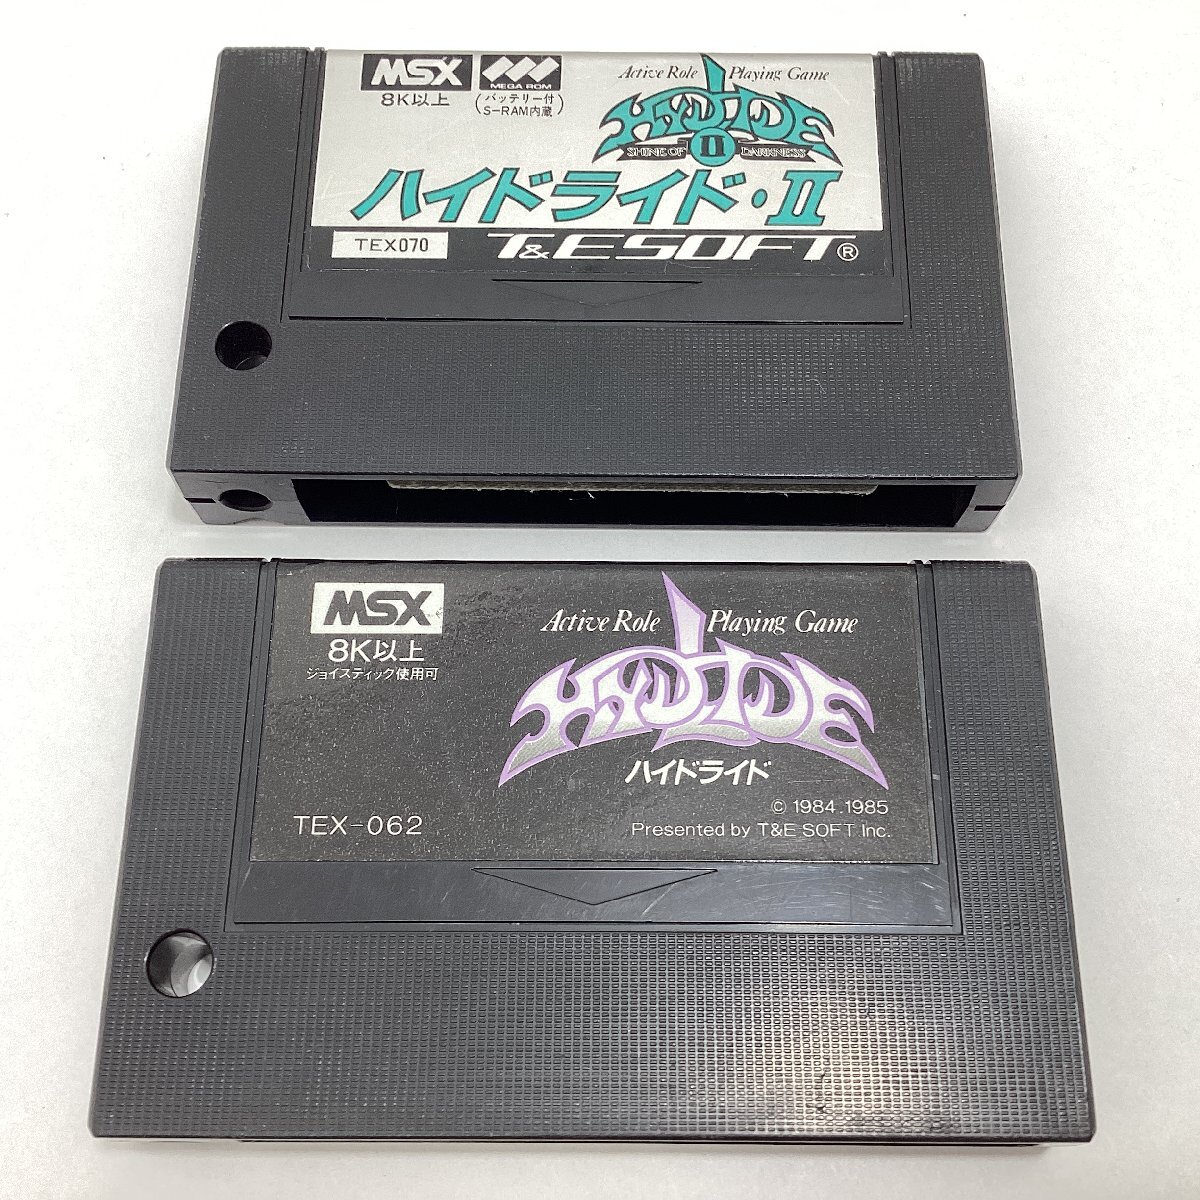 MSX
8K以上
MEGA ROM
(バッテリー付
S-RAM内蔵)
Active Role Playing Game
HYDLIDE
II
SHINE OF DARKNESS
ハイドライド・II
TEX070
T&E SOFT ®
MSX
8K以上
ジョイスティック使用可
Active Role Playing Game
HYDLIDE
ハイドライド
© 1984.1985
TEX-062
Presented by T&E SOFT Inc.